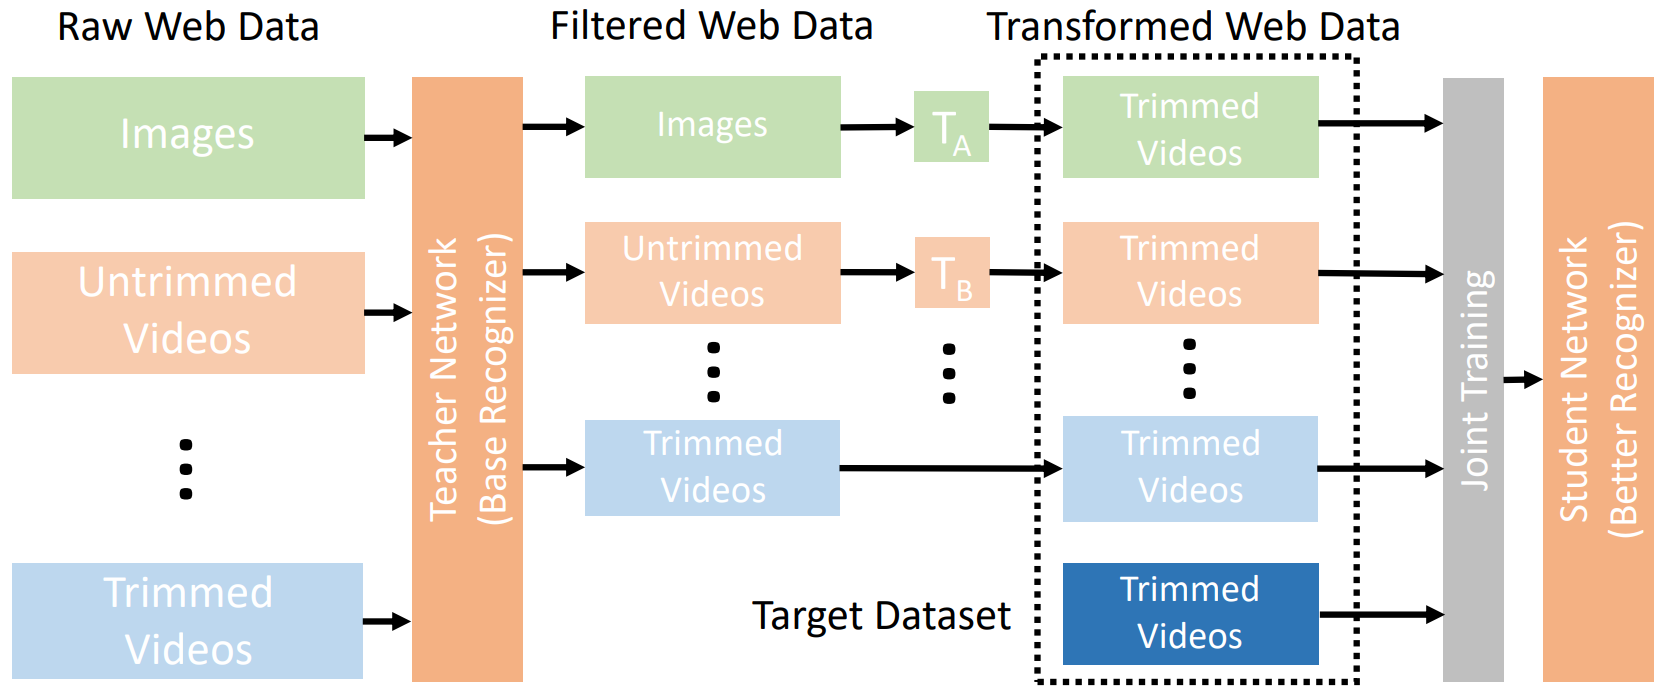 Raw Web Data
Filtered Web Data
Transformed Web Data
Images
Untrimmed
Videos
Trimmed
Videos
Teacher Network
(Base Recognizer)
Images
Untrimmed
Videos
Trimmed
Videos
T_A
T_B
Trimmed
Videos
Trimmed
Videos
Trimmed
Videos
Target Dataset
Trimmed
Videos
Joint Training
Student Network
(Better Recognizer)